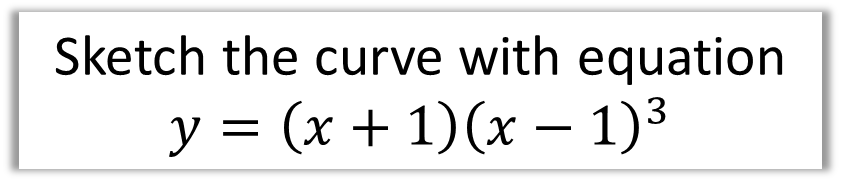 Sketch the curve with equation
𝑦 = (𝑥 + 1)(𝑥 − 1)³